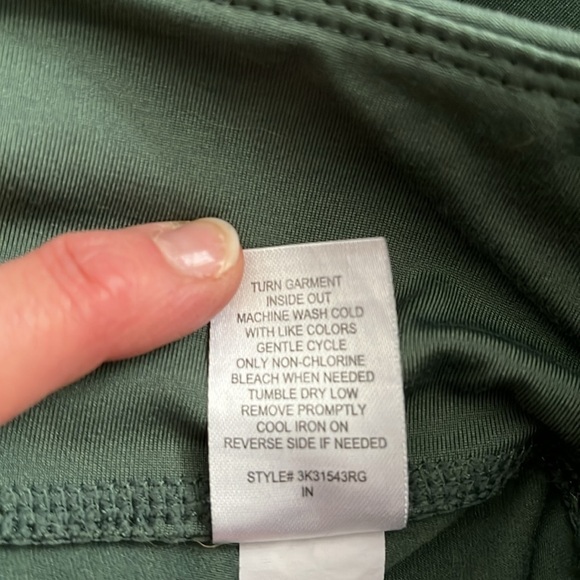 TURN GARMENT
INSIDE OUT
MACHINE WASH COLD
WITH LIKE COLORS
GENTLE CYCLE
ONLY NON-CHLORINE
BLEACH WHEN NEEDED
TUMBLE DRY LOW
REMOVE PROMPTLY
COOL IRON ON
REVERSE SIDE IF NEEDED
STYLE# 3K31543RG
IN